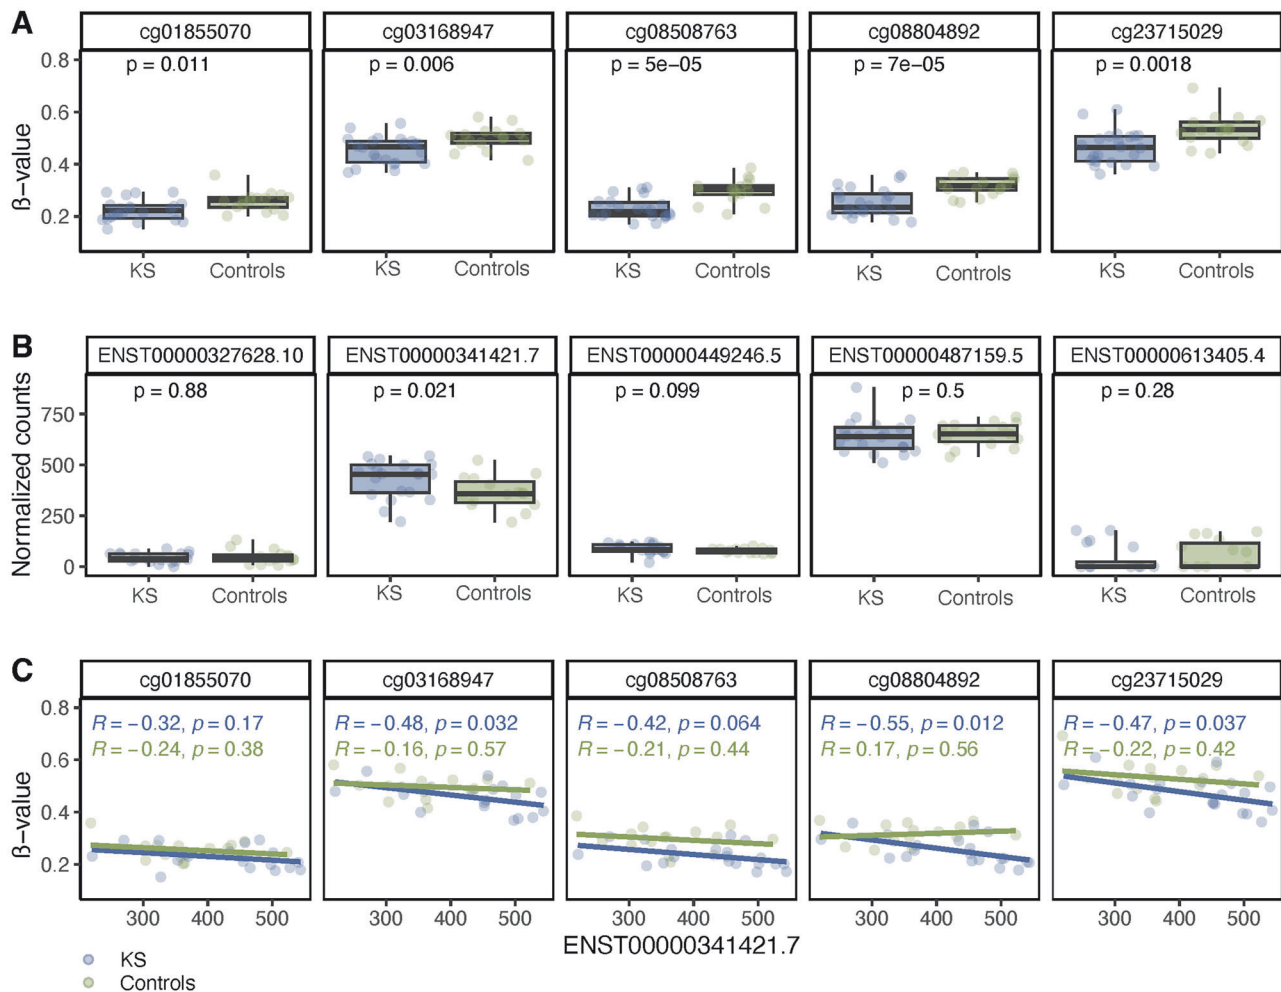 A
cg01855070 cg03168947 cg08508763 cg08804892 cg23715029
p = 0.011 p = 0.006 p = 5e−05 p = 7e−05 p = 0.0018
0.8
0.6
0.4
0.2
ß−value
KS Controls KS Controls KS Controls KS Controls KS Controls
B
ENST00000327628.10 ENST00000341421.7 ENST00000449246.5 ENST00000487159.5 ENST00000613405.4
p = 0.88 p = 0.021 p = 0.099 p = 0.5 p = 0.28
750
500
250
0
Normalized counts
KS Controls KS Controls KS Controls KS Controls KS Controls
C
cg01855070 cg03168947 cg08508763 cg08804892 cg23715029
R = −0.32, p = 0.17 R = −0.48, p = 0.032 R = −0.42, p = 0.064 R = −0.55, p = 0.012 R = −0.47, p = 0.037
R = −0.24, p = 0.38 R = −0.16, p = 0.57 R = −0.21, p = 0.44 R = 0.17, p = 0.56 R = −0.22, p = 0.42
0.8
0.6
0.4
0.2
ß−value
300 400 500 300 400 500 300 400 500 300 400 500 300 400 500
ENST00000341421.7
KS
Controls